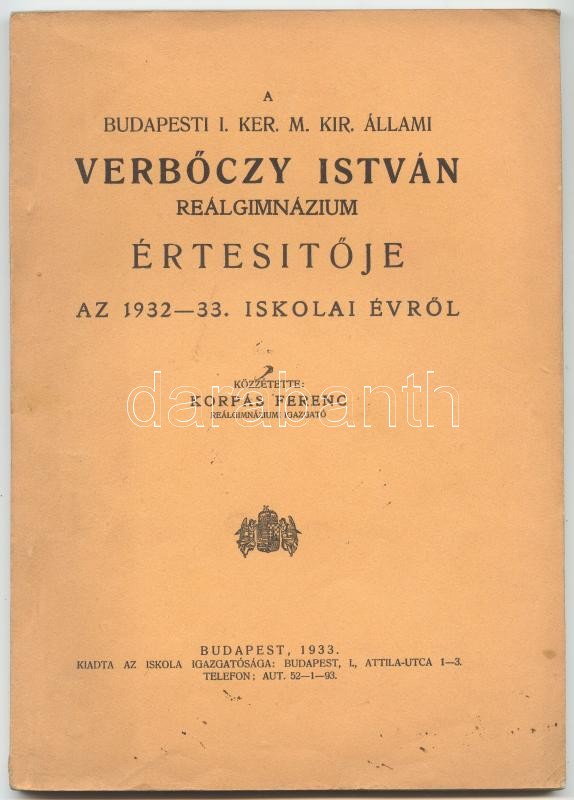 A
BUDAPESTI I. KER. M. KIR. ÁLLAMI
VERBŐCZY ISTVÁN
REÁLGIMNÁZIUM
ÉRTESITŐJE
AZ 1932—33. ISKOLAI ÉVRŐL
KÖZZÉTETTE:
KORPÁS FERENC
REÁLGIMNÁZIUMI IGAZGATÓ
darabanth
BUDAPEST, 1933.
KIADTA AZ ISKOLA IGAZGATÓSÁGA: BUDAPEST, I., ATTILA-UTCA 1—3.
TELEFON; AUT. 52—1—93.